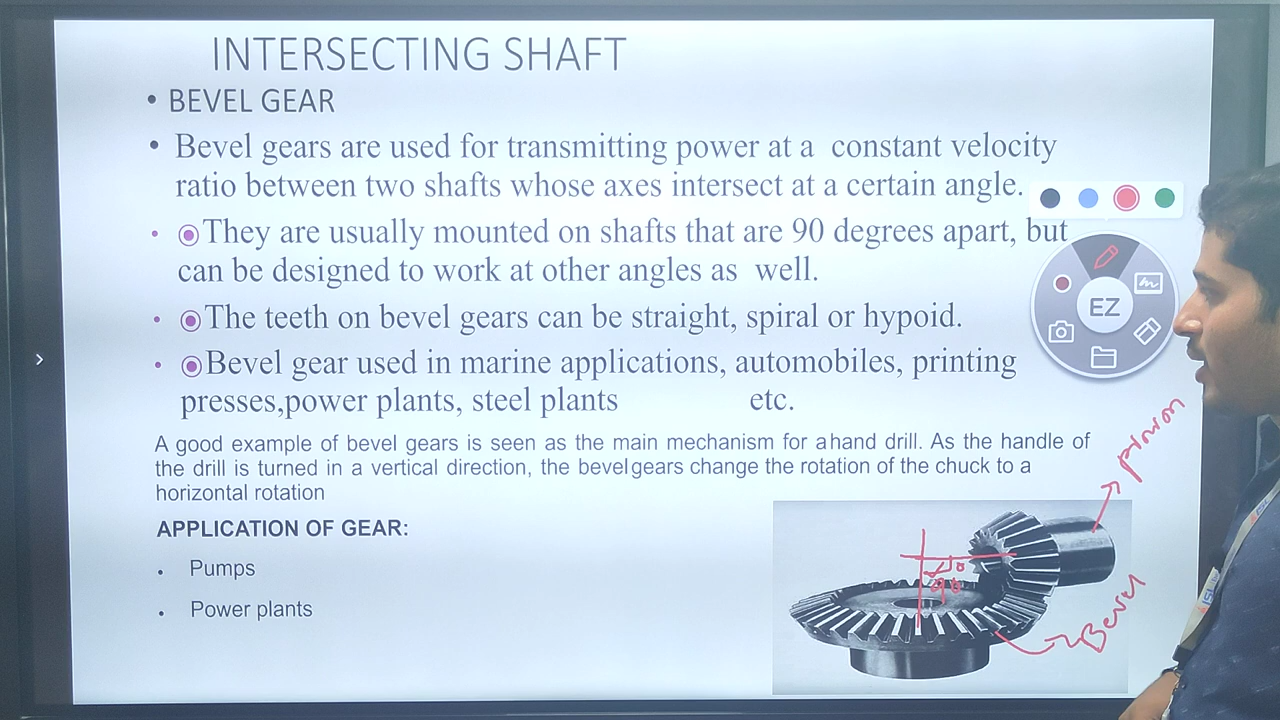 INTERSECTING SHAFT
• BEVEL GEAR
• Bevel gears are used for transmitting power at a constant velocity
ratio between two shafts whose axes intersect at a certain angle.
• They are usually mounted on shafts that are 90 degrees apart, but
can be designed to work at other angles as well.
• The teeth on bevel gears can be straight, spiral or hypoid.
• Bevel gear used in marine applications, automobiles, printing
presses,power plants, steel plants etc.
A good example of bevel gears is seen as the main mechanism for a hand drill. As the handle of
the drill is turned in a vertical direction, the bevel gears change the rotation of the chuck to a
horizontal rotation
APPLICATION OF GEAR:
• Pumps
• Power plants
EZ
Pinion
90°
Bevel